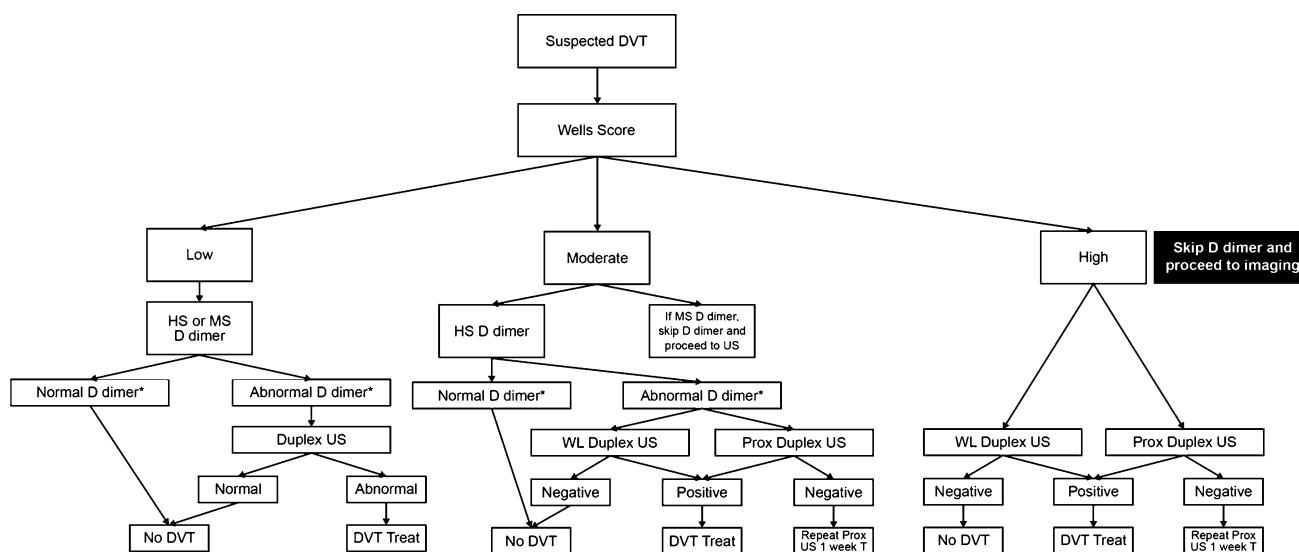 Suspected DVT
Wells Score
Low
Moderate
High
Skip D dimer and
proceed to imaging
HS or MS
D dimer
HS D dimer
If MS D dimer,
skip D dimer and
proceed to US
Normal D dimer*
Abnormal D dimer*
Normal D dimer*
Abnormal D dimer*
Duplex US
WL Duplex US
Prox Duplex US
WL Duplex US
Prox Duplex US
Normal
Abnormal
Negative
Positive
Negative
Negative
Positive
Negative
No DVT
DVT Treat
No DVT
DVT Treat
Repeat Prox
US 1 week T
No DVT
DVT Treat
Repeat Prox
US 1 week T